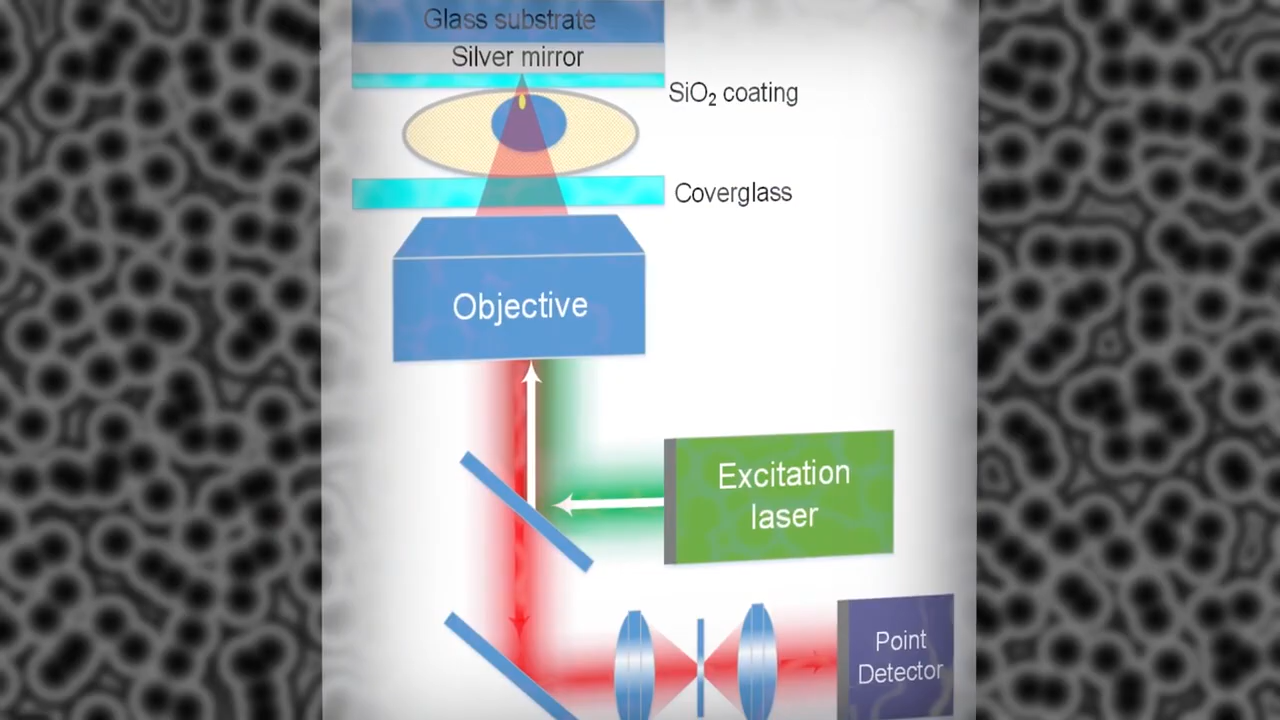 Glass substrate
Silver mirror
SiO₂ coating
Coverglass
Objective
Excitation
laser
Point
Detector